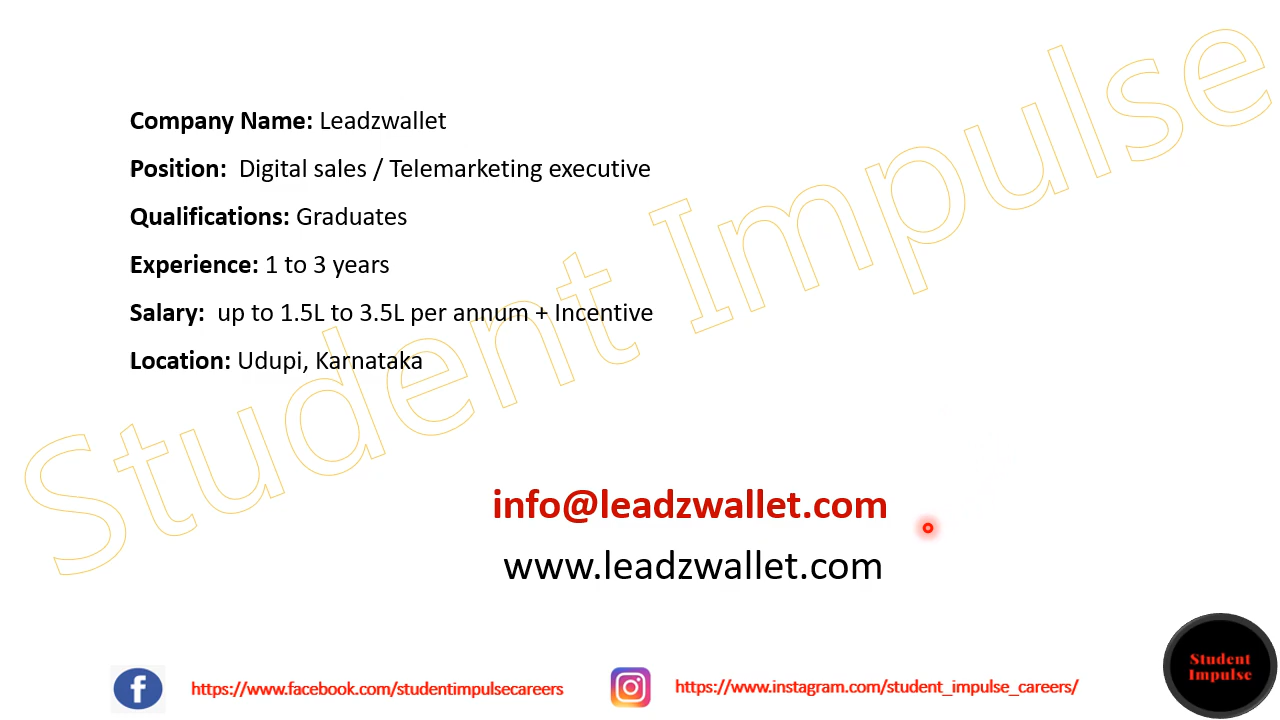 Company Name: Leadzwallet
Position: Digital sales / Telemarketing executive
Qualifications: Graduates
Experience: 1 to 3 years
Salary: up to 1.5L to 3.5L per annum + Incentive
Location: Udupi, Karnataka
Student Impulse
info@leadzwallet.com
www.leadzwallet.com
https://www.facebook.com/studentimpulsecareers
https://www.instagram.com/student_impulse_careers/
Student
Impulse